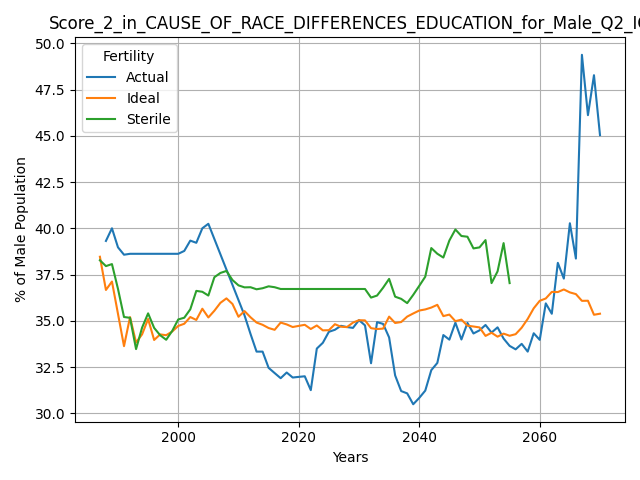 Score_2_in_CAUSE_OF_RACE_DIFFERENCES_EDUCATION_for_Male_Q2_I
Fertility
Actual
Ideal
Sterile
50.0
47.5
45.0
42.5
40.0
37.5
35.0
32.5
30.0
% of Male Population
2000
2020
2040
2060
Years